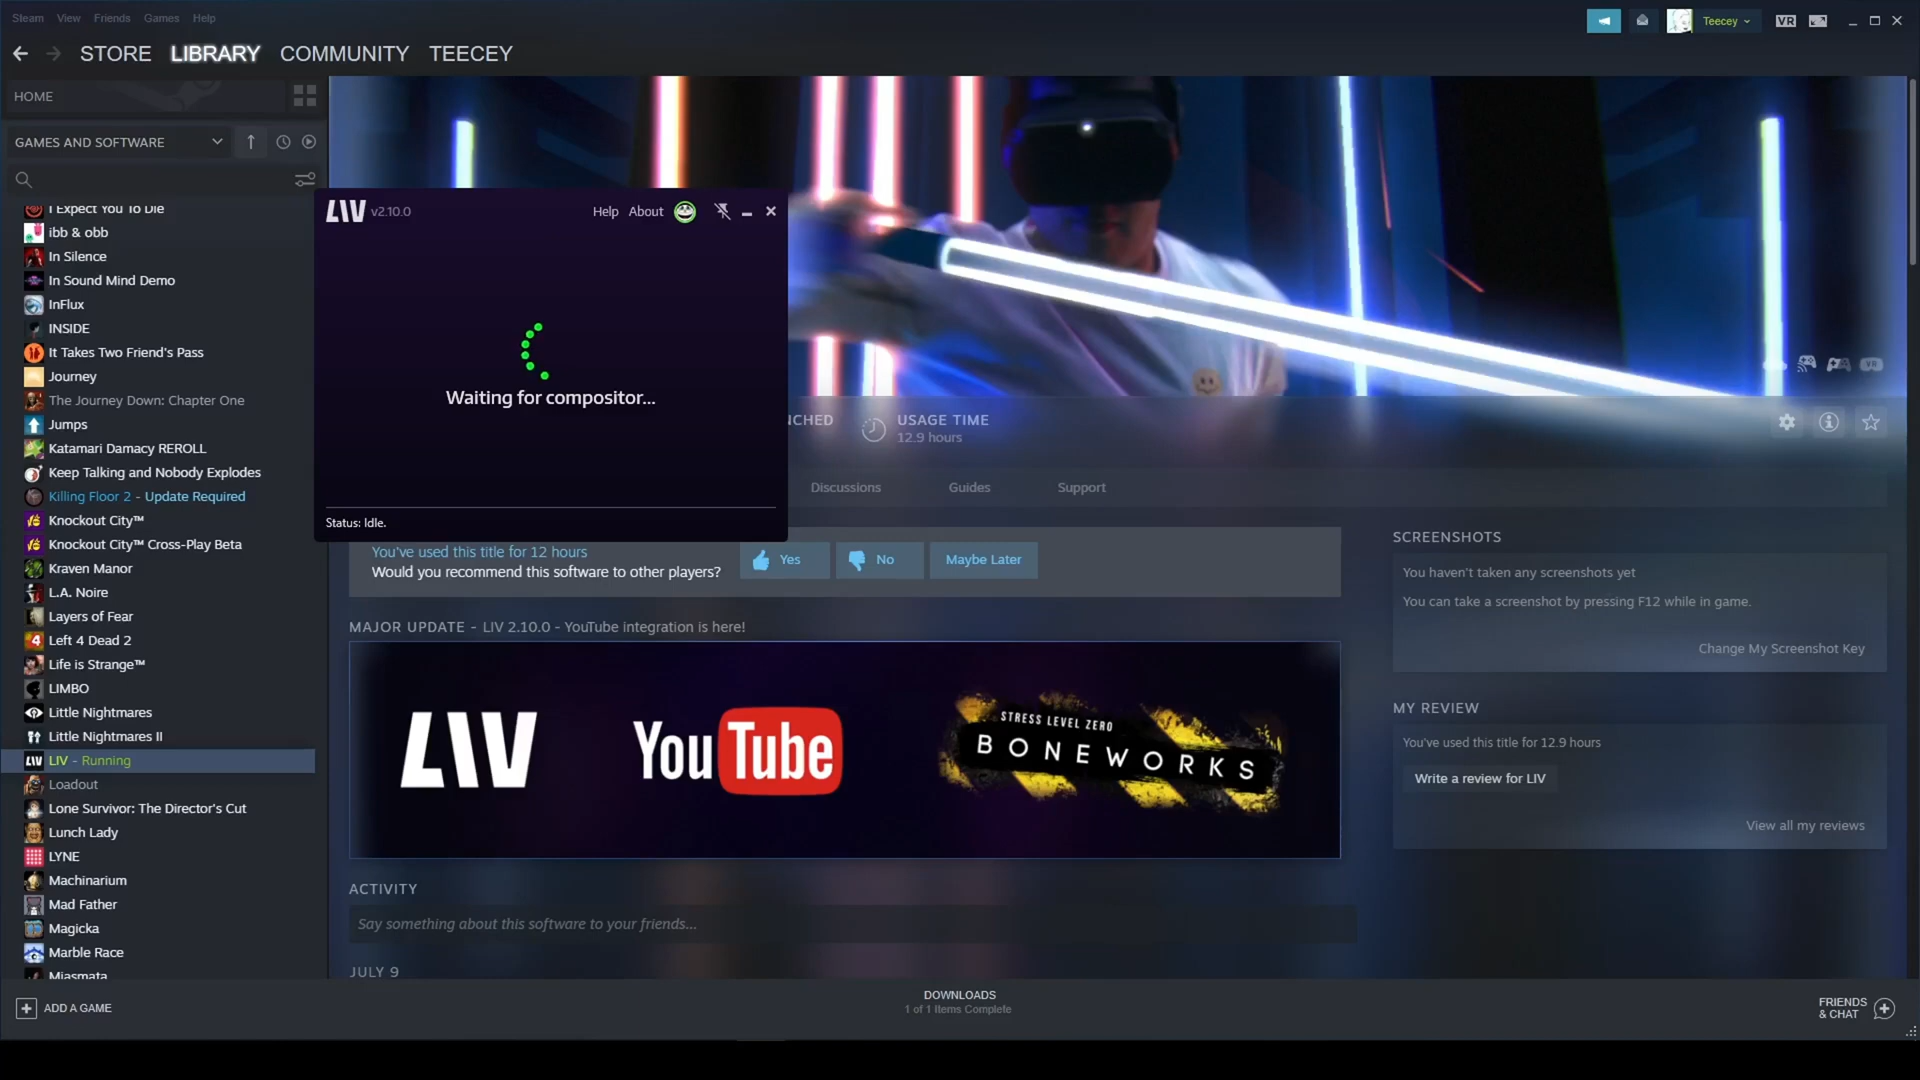 Steam View Friends Games Help
Teecey
VR
STORE LIBRARY COMMUNITY TEECEY
HOME
GAMES AND SOFTWARE
I Expect You To Die
ibb & obb
In Silence
In Sound Mind Demo
InFlux
INSIDE
It Takes Two Friend's Pass
Journey
The Journey Down: Chapter One
Jumps
Katamari Damacy REROLL
Keep Talking and Nobody Explodes
Killing Floor 2 - Update Required
Knockout City™
Knockout City™ Cross-Play Beta
Kraven Manor
L.A. Noire
Layers of Fear
Left 4 Dead 2
Life is Strange™
LIMBO
Little Nightmares
Little Nightmares II
LIV LIV - Running
Loadout
Lone Survivor: The Director's Cut
Lunch Lady
LYNE
Machinarium
Mad Father
Magicka
Marble Race
Miasmata
ADD A GAME
LIV v2.10.0
Help About
Waiting for compositor...
Status: Idle.
NCHED
USAGE TIME
12.9 hours
Discussions Guides Support
You've used this title for 12 hours
Would you recommend this software to other players?
Yes No Maybe Later
MAJOR UPDATE - LIV 2.10.0 - YouTube integration is here!
LIV
YouTube
STRESS LEVEL ZERO
BONEWORKS
ACTIVITY
Say something about this software to your friends...
JULY 9
SCREENSHOTS
You haven't taken any screenshots yet
You can take a screenshot by pressing F12 while in game.
Change My Screenshot Key
MY REVIEW
You've used this title for 12.9 hours
Write a review for LIV
View all my reviews
DOWNLOADS
1 of 1 Items Complete
FRIENDS
& CHAT